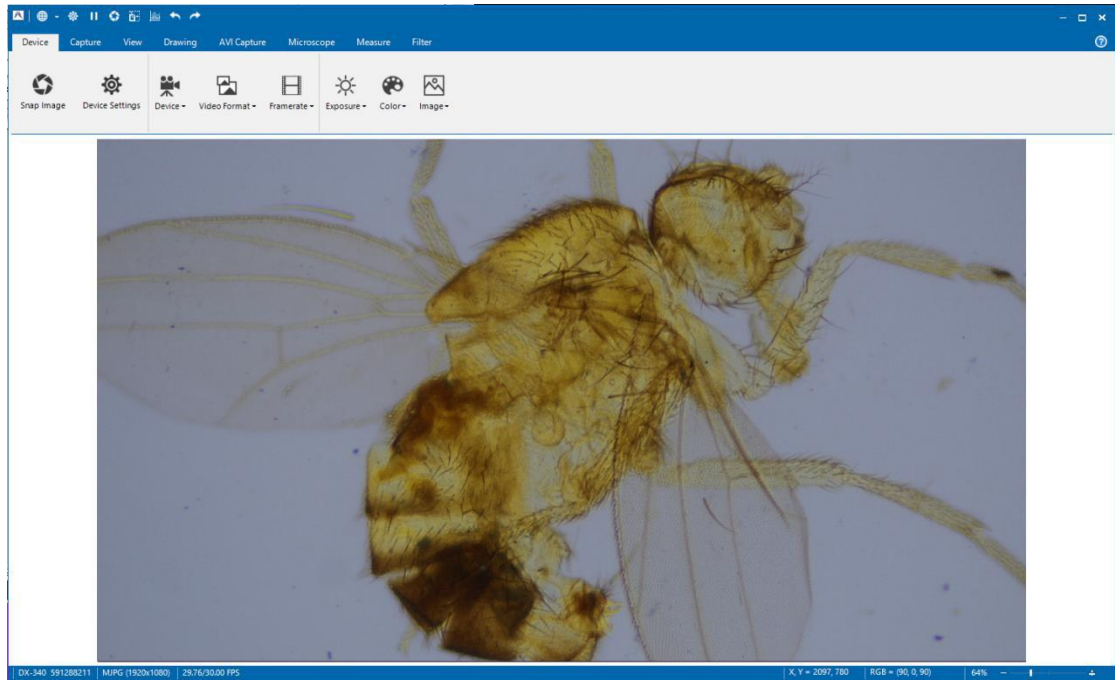 Device Capture View Drawing AVI Capture Microscope Measure Filter
Snap Image Device Settings Device Video Format Framerate Exposure Color Image
DX-340 591288211 MJPG (1920x1080) 29.76/30.00 FPS X, Y = 2097, 780 RGB = (90, 0, 90) 64%